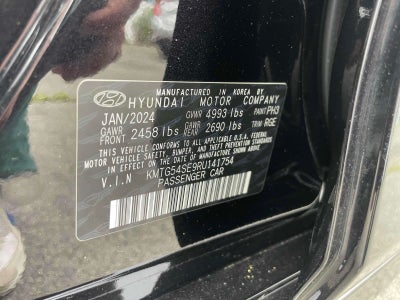 MANUFACTURED IN KOREA BY
HYUNDAI MOTOR COMPANY
JAN/2024 GVWR 4993 lbs PAINT PH3
GAWR FRONT 2458 lbs GAWR REAR 2690 lbs TRIM RGE
THIS VEHICLE CONFORMS TO ALL APPLICABLE U.S.A. FEDERAL
MOTOR VEHICLE SAFETY, BUMPER, AND THEFT PREVENTION STANDARDS
IN EFFECT ON THE DATE OF MANUFACTURE SHOWN ABOVE.
V.I.N KMTG54SE9RU141754
PASSENGER CAR